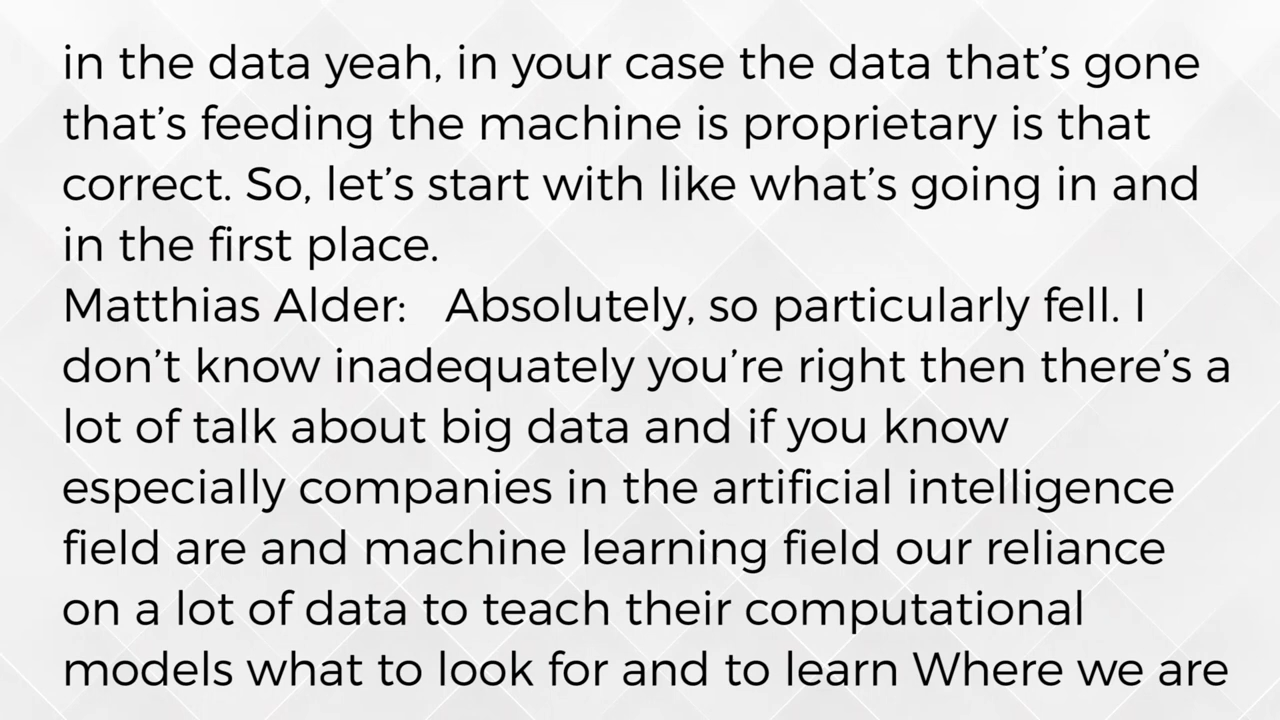 in the data yeah, in your case the data that’s gone
that’s feeding the machine is proprietary is that
correct. So, let’s start with like what’s going in and
in the first place.
Matthias Alder:   Absolutely, so particularly fell. I
don’t know inadequately you’re right then there’s a
lot of talk about big data and if you know
especially companies in the artificial intelligence
field are and machine learning field our reliance
on a lot of data to teach their computational
models what to look for and to learn Where we are